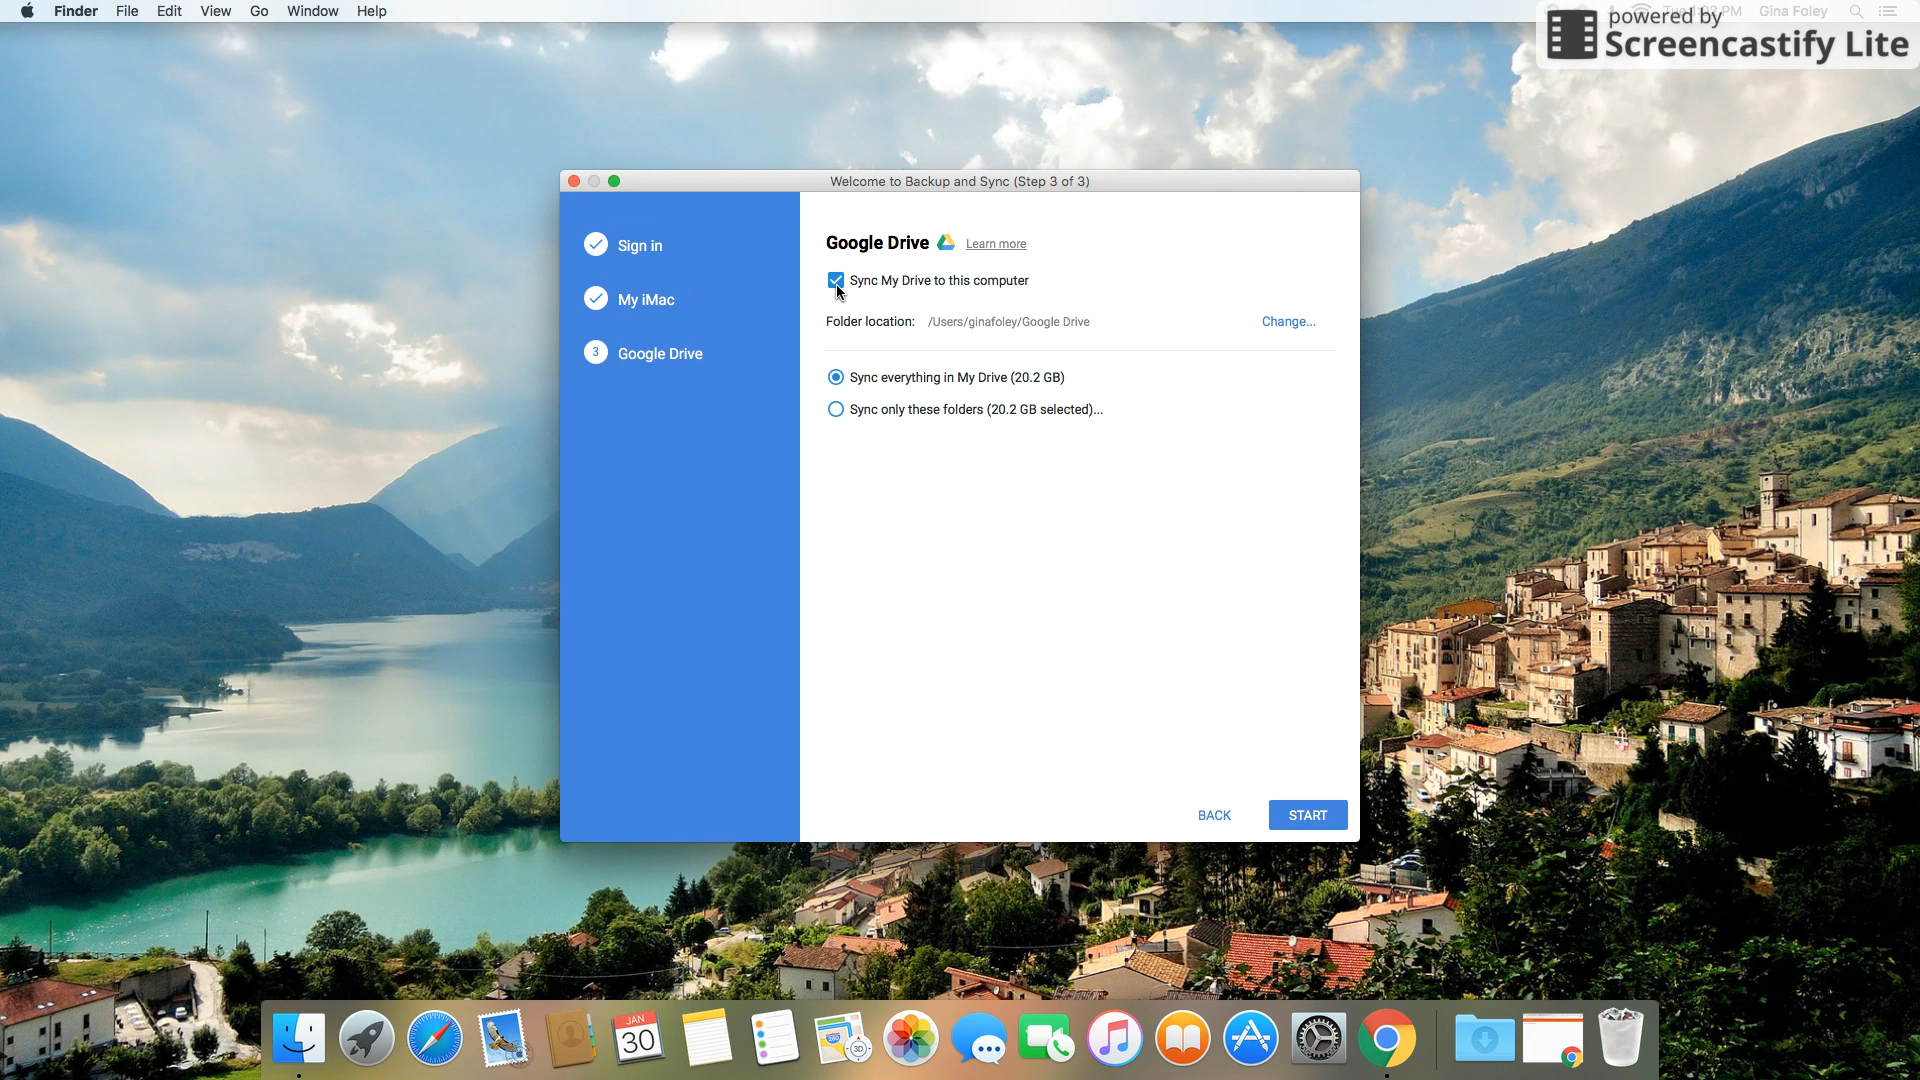 Finder File Edit View Go Window Help
PM Gina Foley
powered by
Screencastify Lite
Welcome to Backup and Sync (Step 3 of 3)
Sign in
My iMac
3 Google Drive
Google Drive Learn more
Sync My Drive to this computer
Folder location: /Users/ginafoley/Google Drive Change...
Sync everything in My Drive (20.2 GB)
Sync only these folders (20.2 GB selected)...
BACK START
JAN
30
280
3D